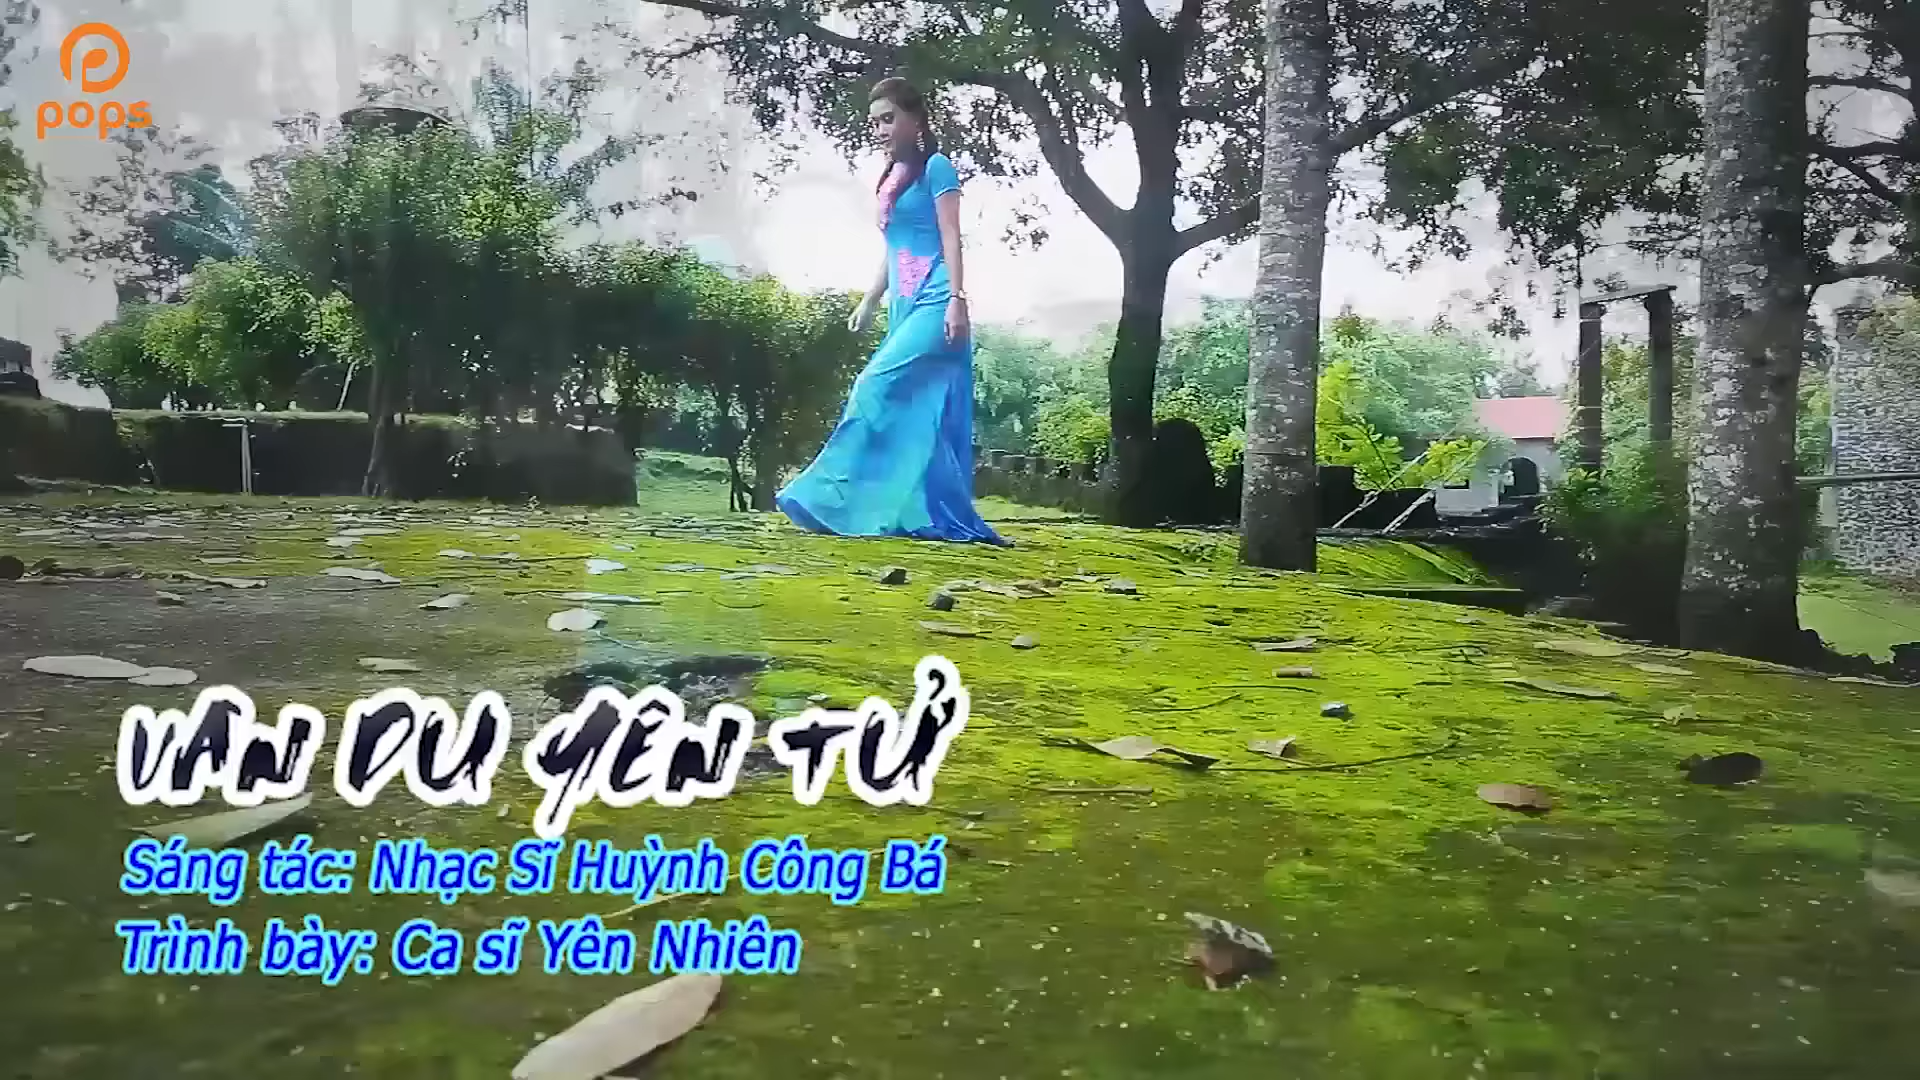 pops
VÂN DU YÊN TỬ
Sáng tác: Nhạc Sĩ Huỳnh Công Bá
Trình bày: Ca sĩ Yên Nhiên